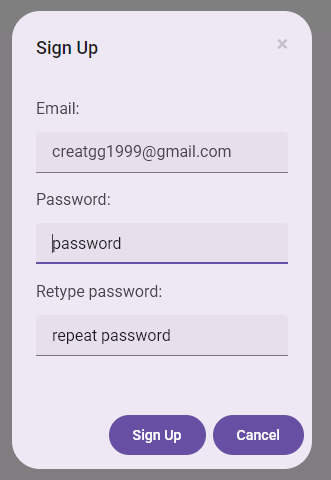 Sign Up
×
Email:
creatgg1999@gmail.com
Password:
password
Retype password:
repeat password
Sign Up Cancel